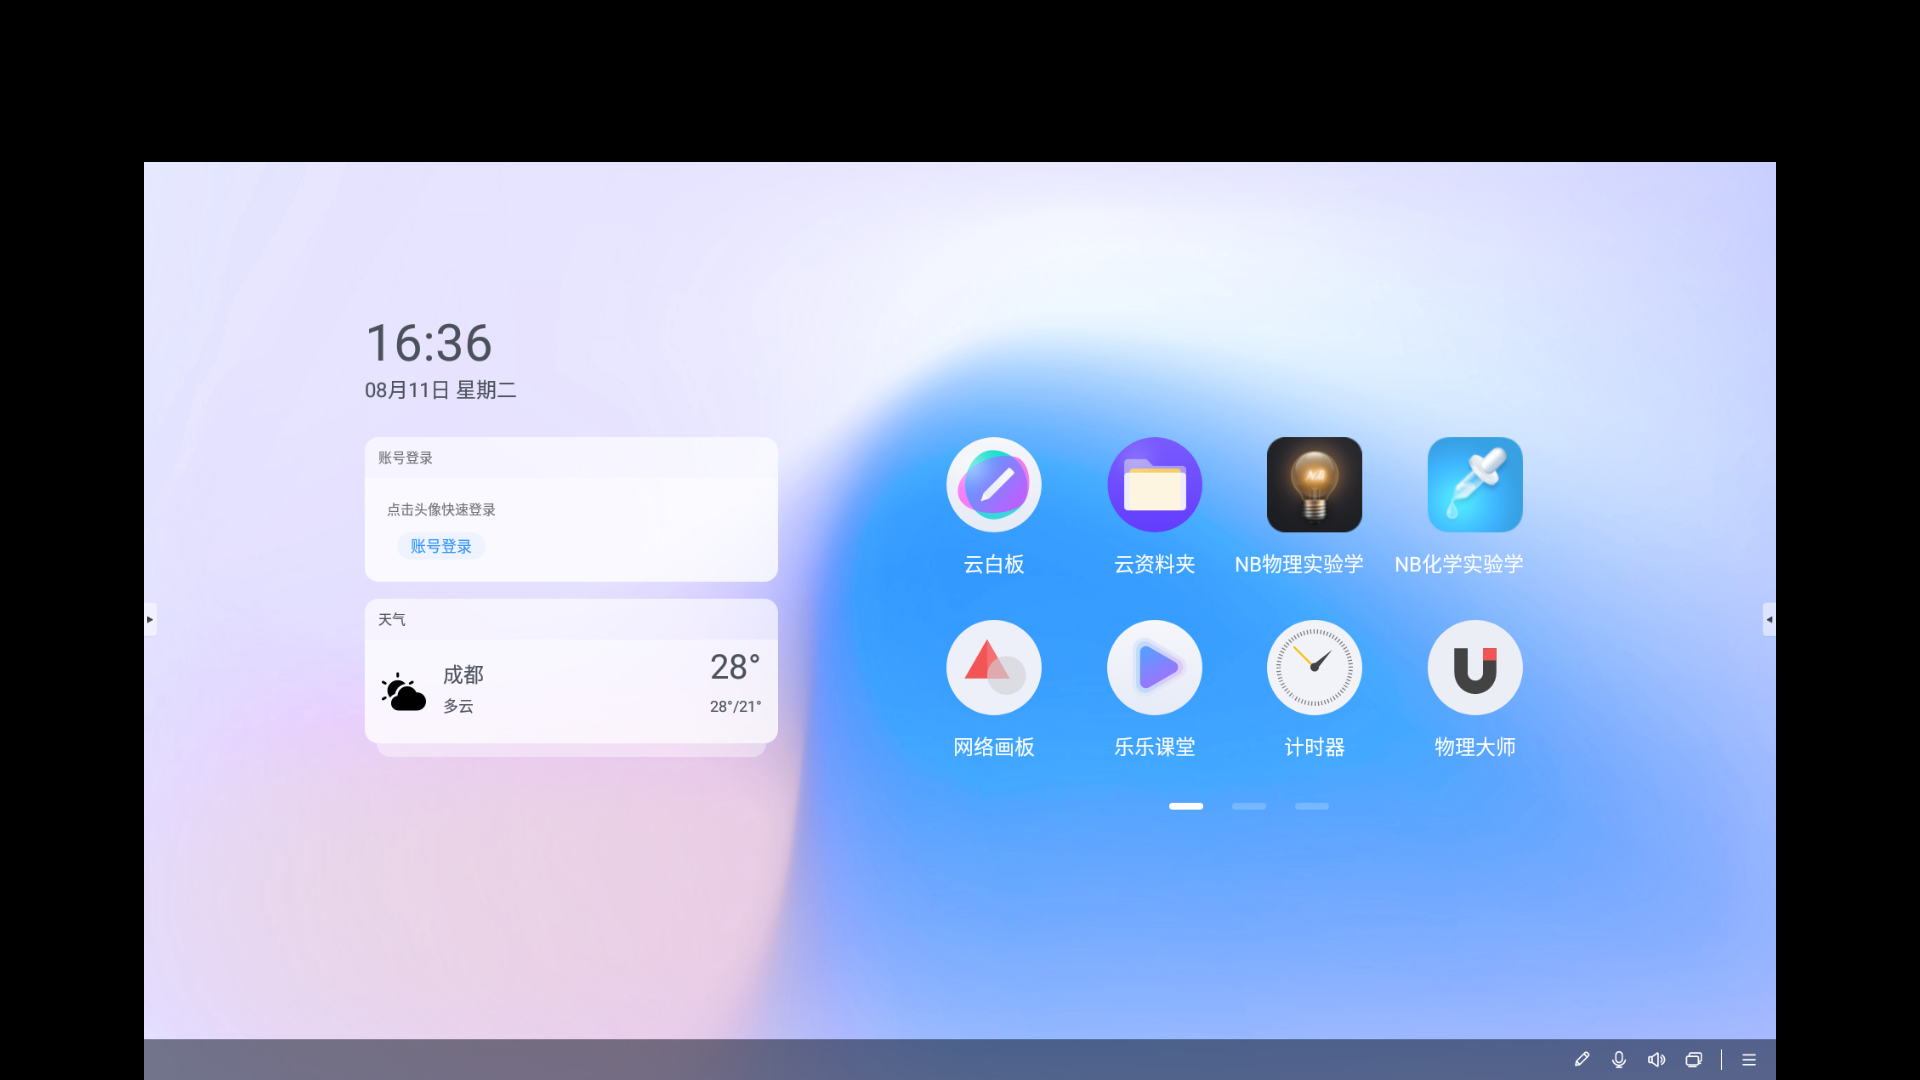 16:36
08月11日 星期二
账号登录
点击头像快速登录
账号登录
天气
成都
多云
28°
28°/21°
云白板
云资料夹
NB物理实验学
NB化学实验学
网络画板
乐乐课堂
计时器
物理大师
NB